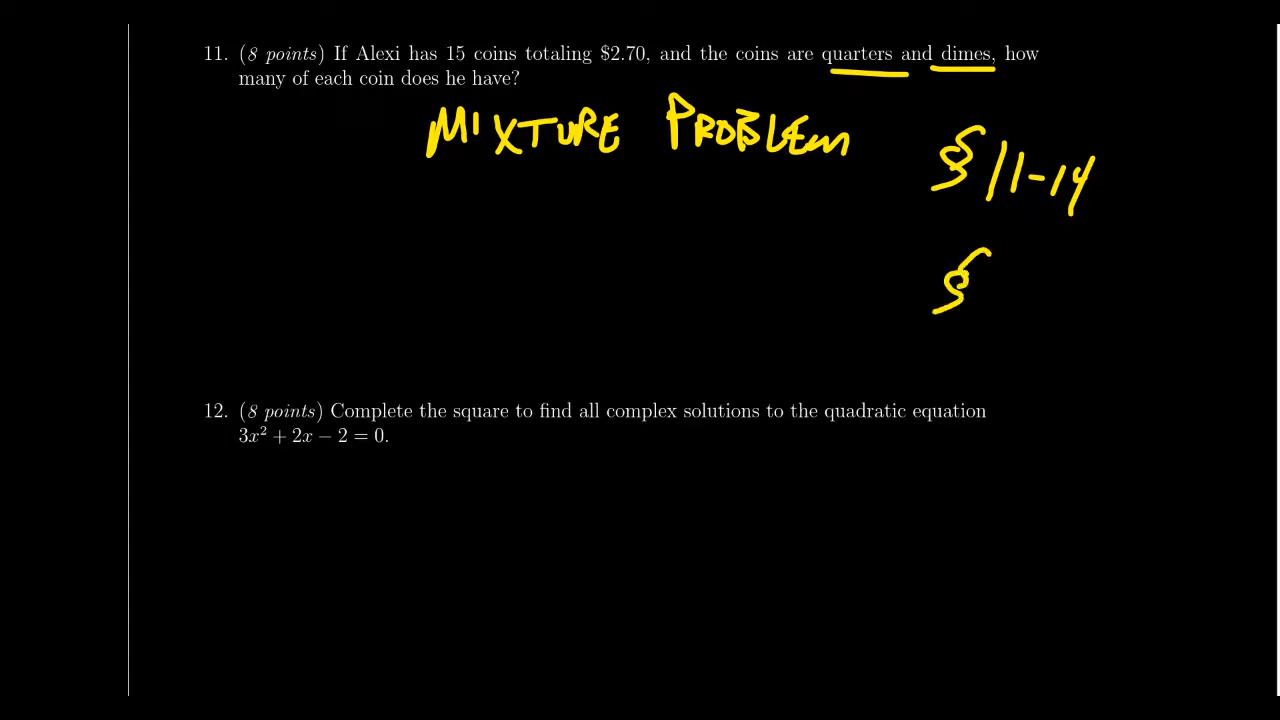 11. (8 points) If Alexi has 15 coins totaling $2.70, and the coins are quarters and dimes, how
many of each coin does he have?
MIXTURE PROBLEM
§ 11-14
§
12. (8 points) Complete the square to find all complex solutions to the quadratic equation
3x² + 2x − 2 = 0.